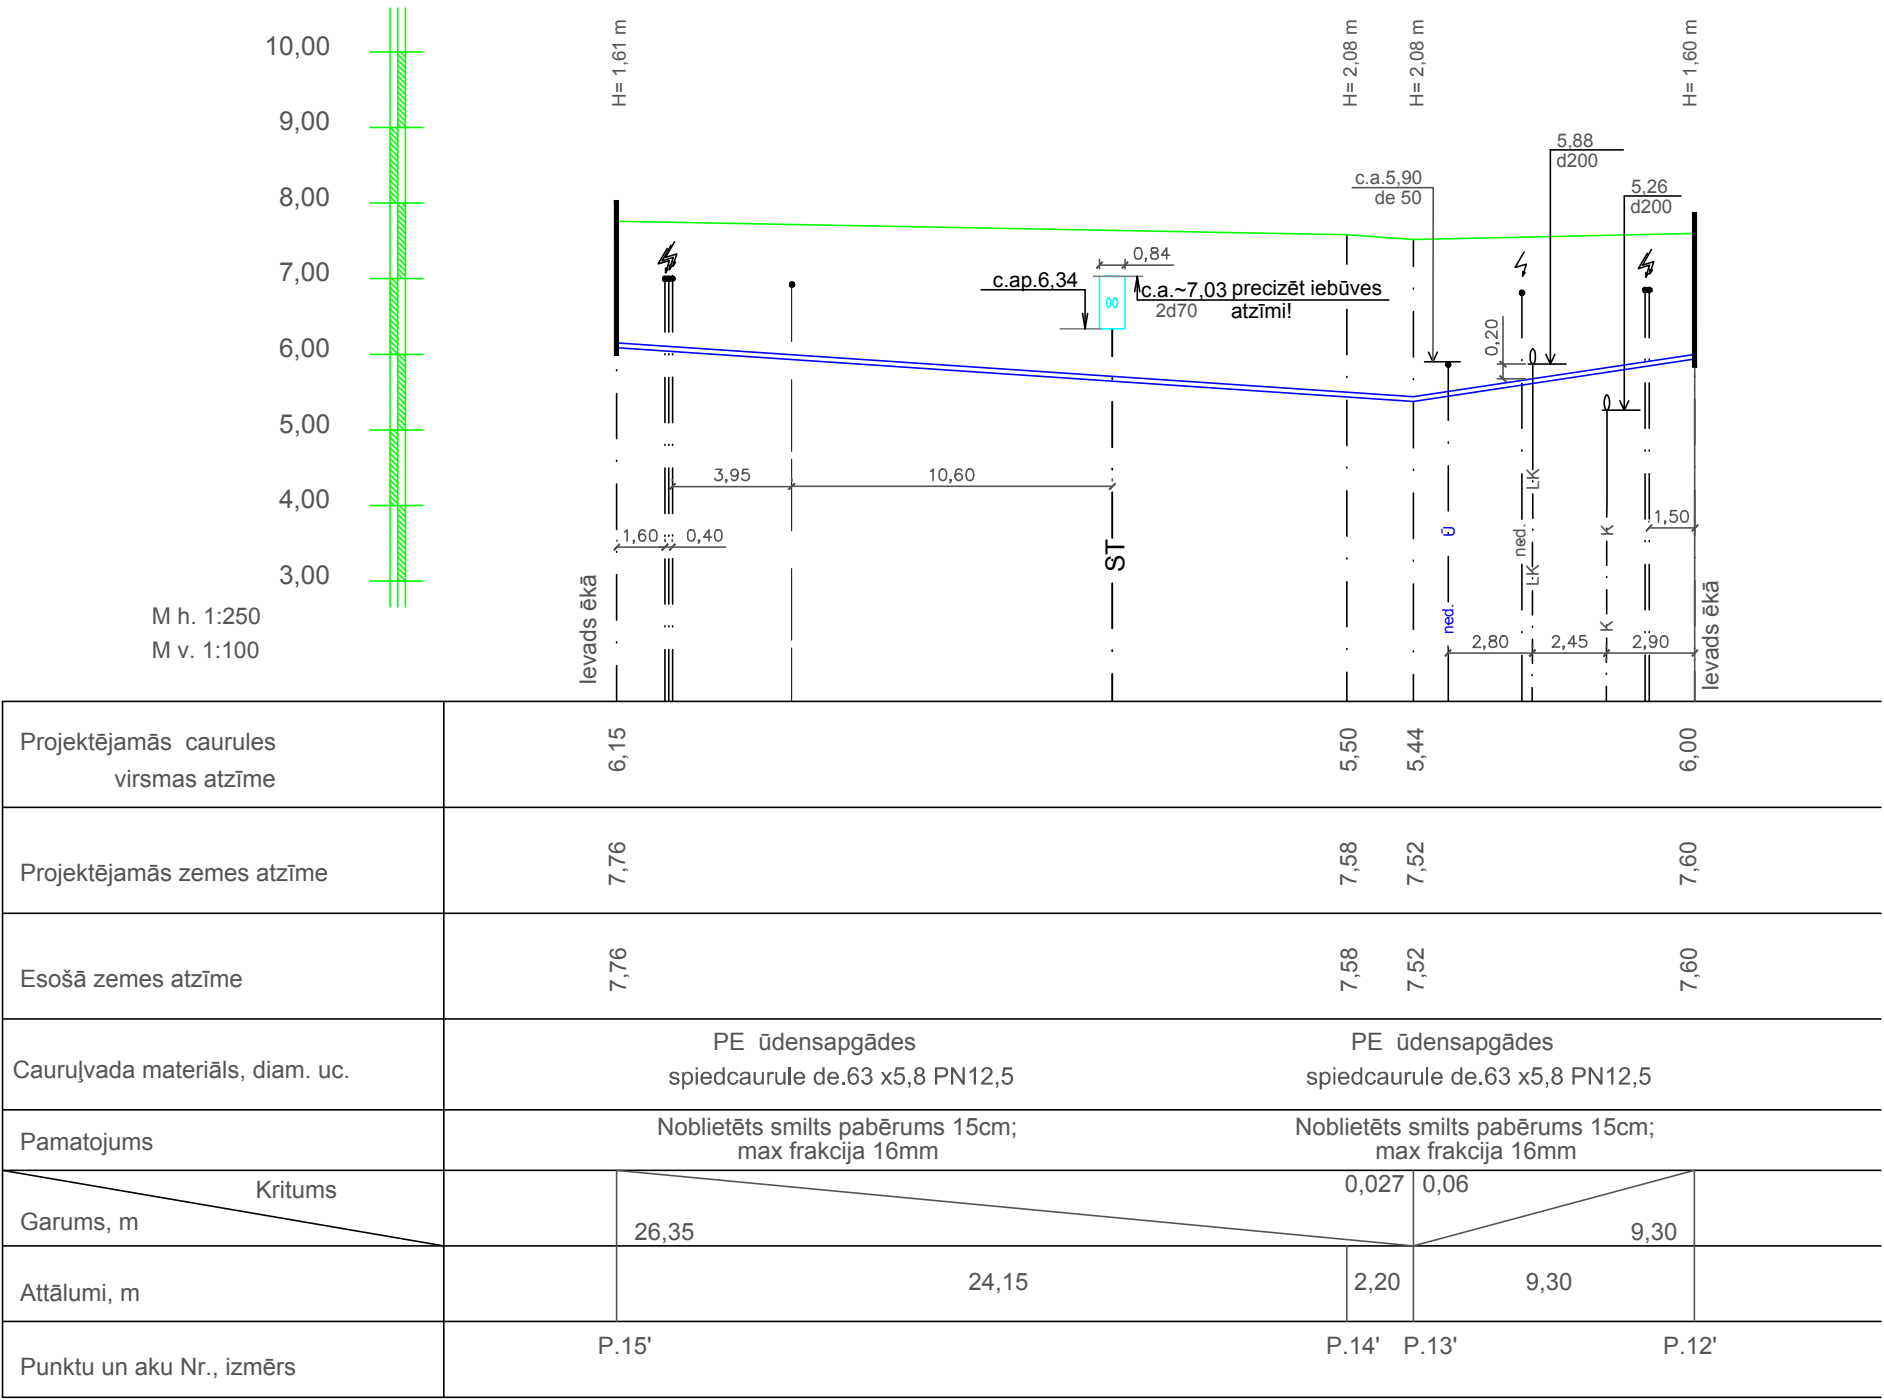 H= 1,61 m
H= 2,08 m
H= 2,08 m
H= 1,60 m
10,00
9,00
8,00
7,00
6,00
5,00
4,00
3,00
M h. 1:250
M v. 1:100
5,88
d200
c.a.5,90
de 50
5,26
d200
0,84
c.ap.6,34
8
c.a.~7,03 precizēt iebūves
2d70 atzīmi!
0,20
3,95
10,60
1,60
0,40
1,50
ST
Ū
ned.
ned.
LK
LK
K
K
2,80
2,45
2,90
Ievads ēkā
Ievads ēkā
Projektējamās caurules
virsmas atzīme
6,15
5,50
5,44
6,00
Projektējamās zemes atzīme
7,76
7,58
7,52
7,60
Esošā zemes atzīme
7,76
7,58
7,52
7,60
Cauruļvada materiāls, diam. uc.
PE ūdensapgādes
spiedcaurule de.63 x5,8 PN12,5
PE ūdensapgādes
spiedcaurule de.63 x5,8 PN12,5
Pamatojums
Noblietēts smilts pabērums 15cm;
max frakcija 16mm
Noblietēts smilts pabērums 15cm;
max frakcija 16mm
Kritums
0,027
0,06
Garums, m
26,35
9,30
Attālumi, m
24,15
2,20
9,30
Punktu un aku Nr., izmērs
P.15'
P.14'
P.13'
P.12'